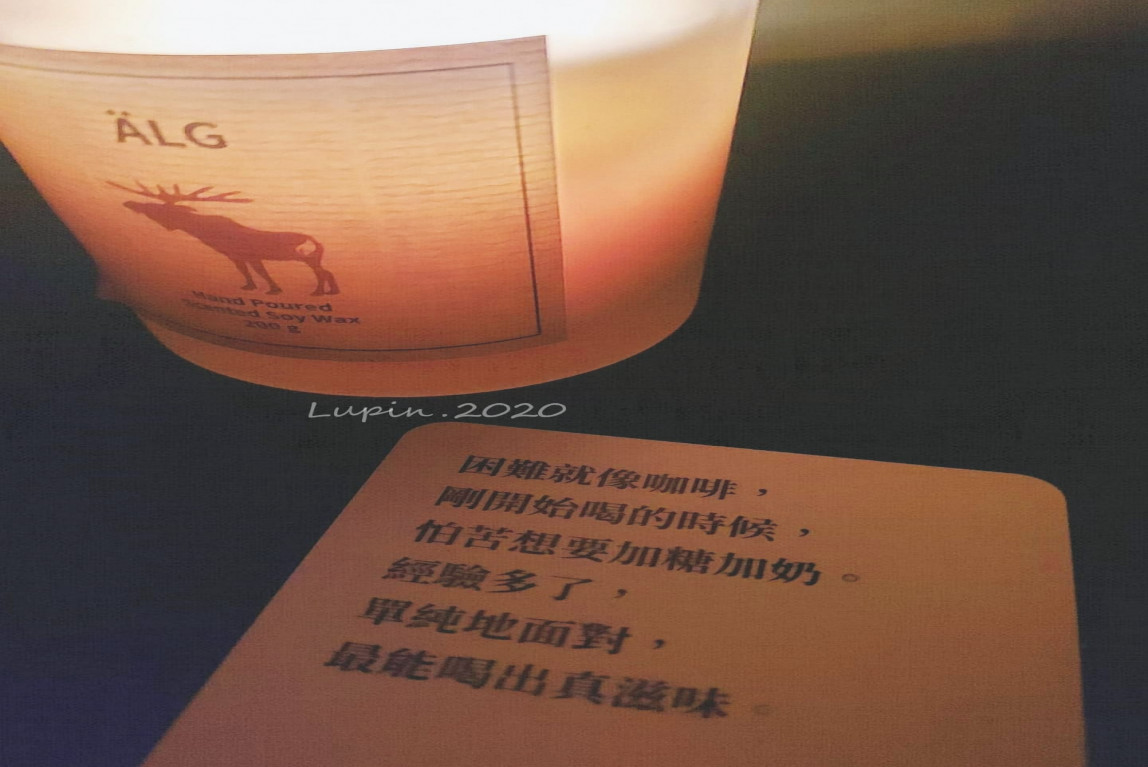 ÄLG
Hand Poured
Scented Soy Wax
200 g
Lupin.2020
困難就像咖啡，
剛開始喝的時候，
怕苦想要加糖加奶。
經驗多了，
單純地面對，
最能喝出真滋味。